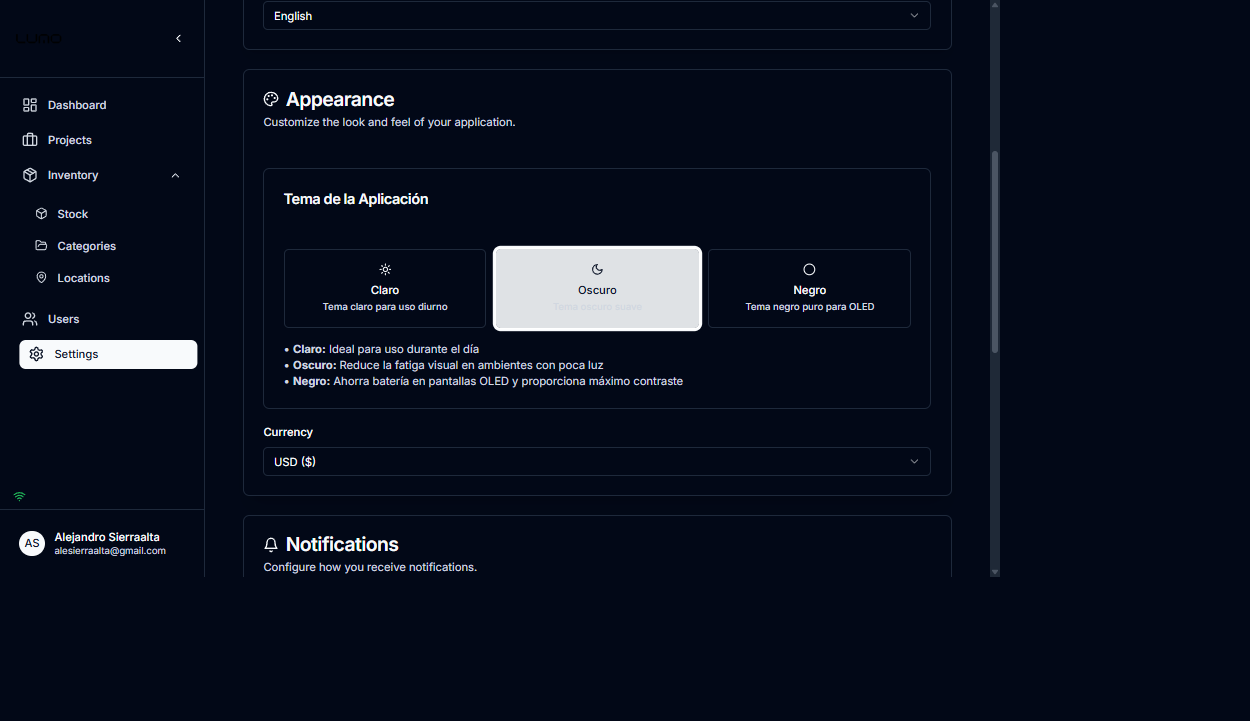 English
LUMO
Dashboard
Projects
Inventory
Stock
Categories
Locations
Users
Settings
AS
Alejandro Sierraalta
alesierraalta@gmail.com
Appearance
Customize the look and feel of your application.
Tema de la Aplicación
Claro
Tema claro para uso diurno
Oscuro
Tema oscuro suave
Negro
Tema negro puro para OLED
• Claro: Ideal para uso durante el día
• Oscuro: Reduce la fatiga visual en ambientes con poca luz
• Negro: Ahorra batería en pantallas OLED y proporciona máximo contraste
Currency
USD ($)
Notifications
Configure how you receive notifications.